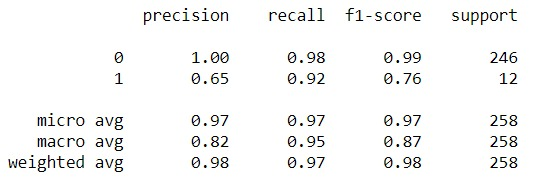 precision recall f1-score support
0 1.00 0.98 0.99 246
1 0.65 0.92 0.76 12
micro avg 0.97 0.97 0.97 258
macro avg 0.82 0.95 0.87 258
weighted avg 0.98 0.97 0.98 258